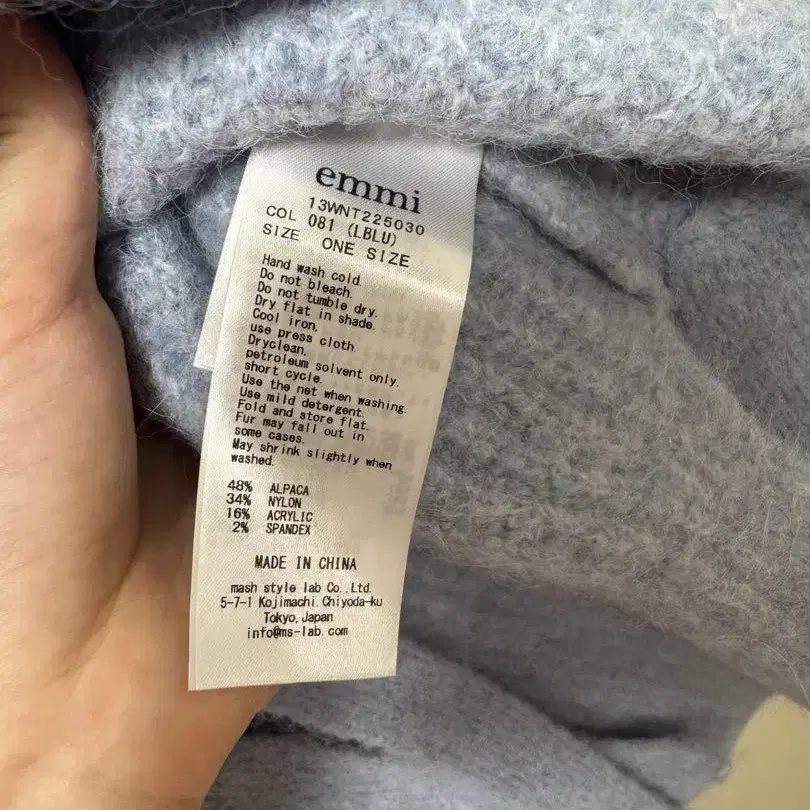 emmi
13WNT225030
COL 081 (LBLU)
SIZE ONE SIZE
Hand wash cold.
Do not bleach.
Do not tumble dry.
Dry flat in shade.
Cool iron,
use press cloth.
Dryclean,
petroleum solvent only.
short cycle.
Use the net when washing.
Use mild detergent.
Fold and store flat.
Fur may fall out in
some cases.
May shrink slightly when
washed.
48% ALPACA
34% NYLON
16% ACRYLIC
2% SPANDEX
MADE IN CHINA
mash style lab Co.,Ltd.
5-7-1 Kojimachi.Chiyoda-ku
Tokyo,Japan
info@ms-lab.com